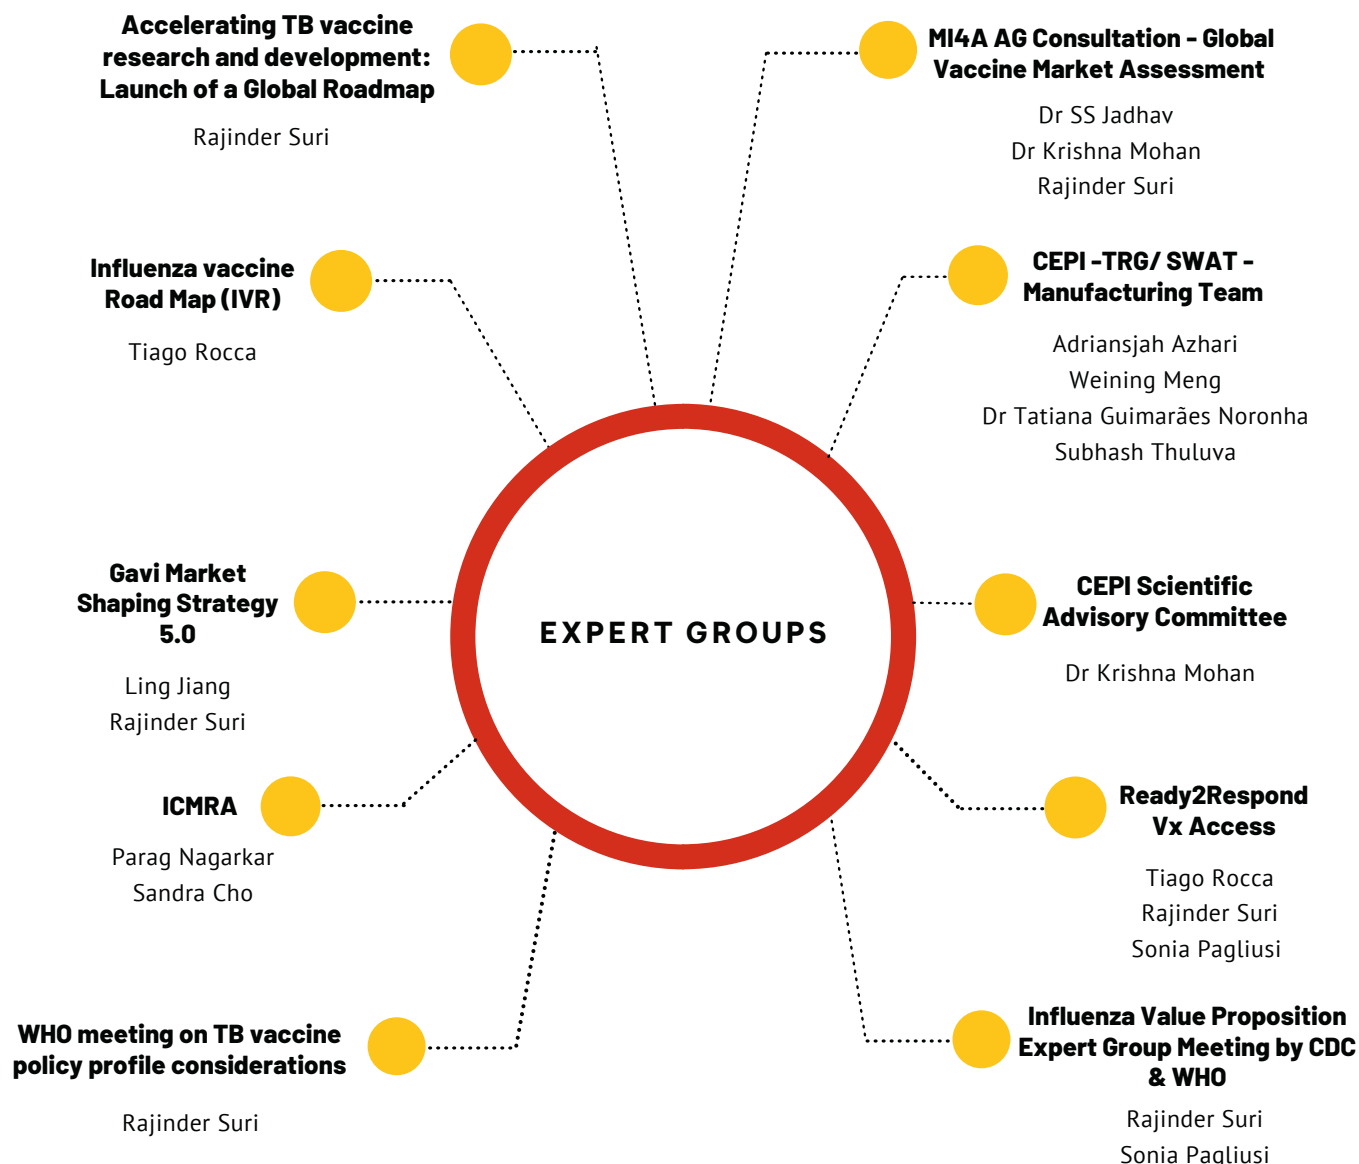 Accelerating TB vaccine
research and development:
Launch of a Global Roadmap
Rajinder Suri
Influenza vaccine
Road Map (IVR)
Tiago Rocca
Gavi Market
Shaping Strategy
5.0
Ling Jiang
Rajinder Suri
ICMRA
Parag Nagarkar
Sandra Cho
WHO meeting on TB vaccine
policy profile considerations
Rajinder Suri
EXPERT GROUPS
MI4A AG Consultation - Global
Vaccine Market Assessment
Dr SS Jadhav
Dr Krishna Mohan
Rajinder Suri
CEPI -TRG/ SWAT -
Manufacturing Team
Adriansjah Azhari
Weining Meng
Dr Tatiana Guimarães Noronha
Subhash Thuluva
CEPI Scientific
Advisory Committee
Dr Krishna Mohan
Ready2Respond
Vx Access
Tiago Rocca
Rajinder Suri
Sonia Pagliusi
Influenza Value Proposition
Expert Group Meeting by CDC
& WHO
Rajinder Suri
Sonia Pagliusi